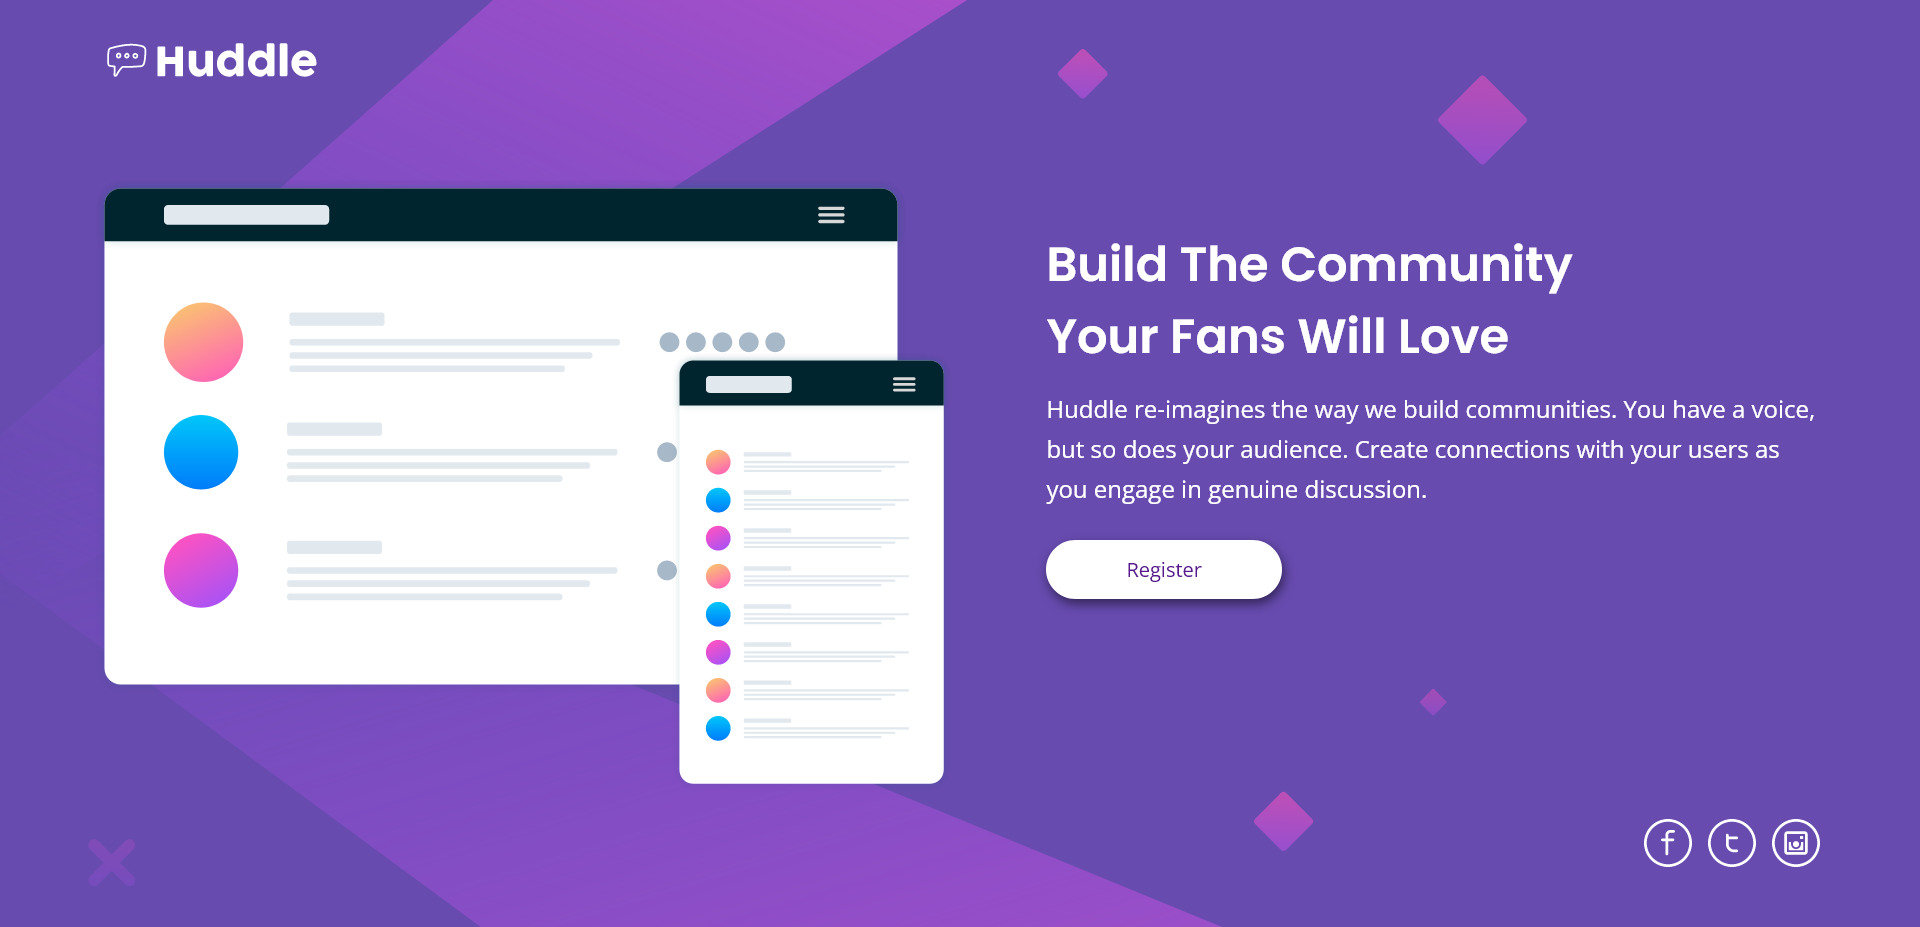 Huddle
Build The Community
Your Fans Will Love
Huddle re-imagines the way we build communities. You have a voice,
but so does your audience. Create connections with your users as
you engage in genuine discussion.
Register